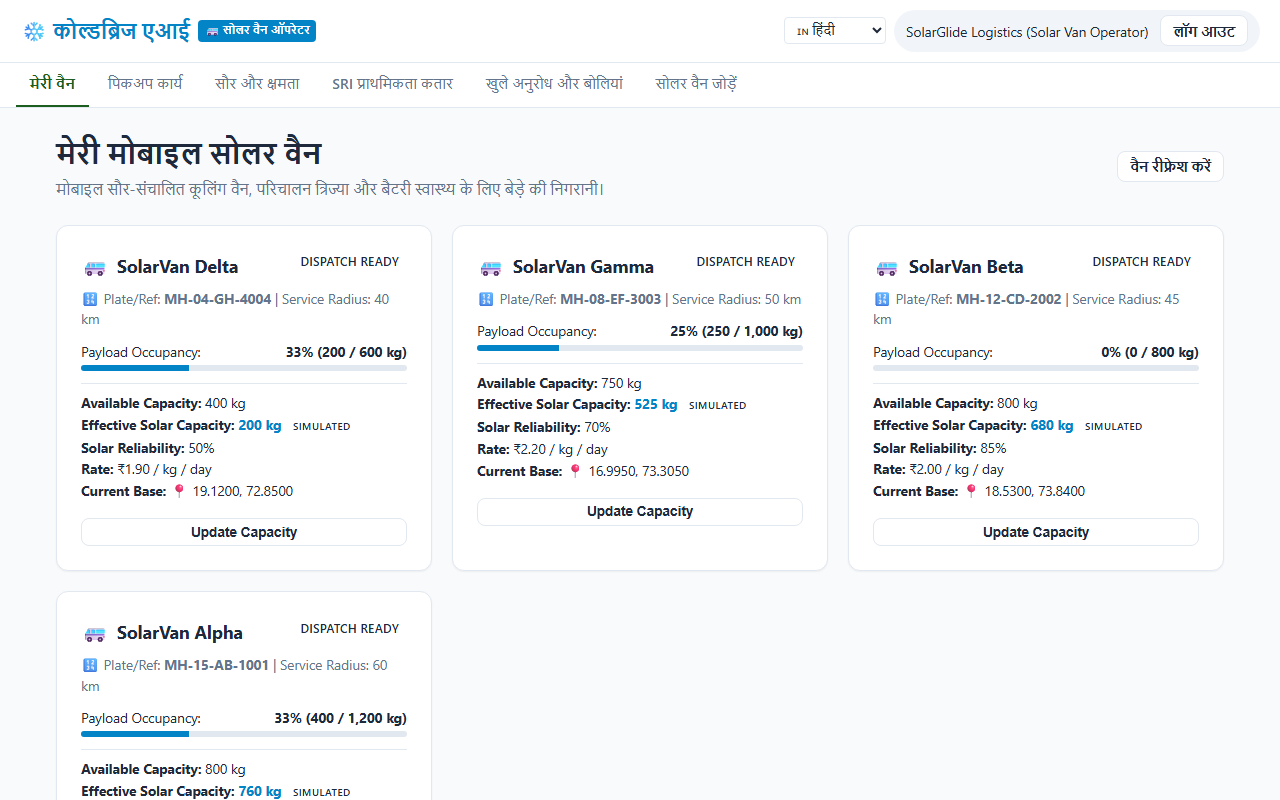 कोल्डब्रिज एआई
सोलर वैन ऑपरेटर
IN हिंदी
SolarGlide Logistics (Solar Van Operator)
लॉग आउट
मेरी वैन
पिकअप कार्य
सौर और क्षमता
SRI प्राथमिकता कतार
खुले अनुरोध और बोलियां
सोलर वैन जोड़ें
मेरी मोबाइल सोलर वैन
मोबाइल सौर-संचालित कूलिंग वैन, परिचालन त्रिज्या और बैटरी स्वास्थ्य के लिए बेड़े की निगरानी।
वैन रीफ्रेश करें
SolarVan Delta
DISPATCH READY
Plate/Ref: MH-04-GH-4004 | Service Radius: 40
km
Payload Occupancy: 33% (200 / 600 kg)
Available Capacity: 400 kg
Effective Solar Capacity: 200 kg SIMULATED
Solar Reliability: 50%
Rate: ₹1.90 / kg / day
Current Base: 📍 19.1200, 72.8500
Update Capacity
SolarVan Gamma
DISPATCH READY
Plate/Ref: MH-08-EF-3003 | Service Radius: 50 km
Payload Occupancy: 25% (250 / 1,000 kg)
Available Capacity: 750 kg
Effective Solar Capacity: 525 kg SIMULATED
Solar Reliability: 70%
Rate: ₹2.20 / kg / day
Current Base: 📍 16.9950, 73.3050
Update Capacity
SolarVan Beta
DISPATCH READY
Plate/Ref: MH-12-CD-2002 | Service Radius: 45
km
Payload Occupancy: 0% (0 / 800 kg)
Available Capacity: 800 kg
Effective Solar Capacity: 680 kg SIMULATED
Solar Reliability: 85%
Rate: ₹2.00 / kg / day
Current Base: 📍 18.5300, 73.8400
Update Capacity
SolarVan Alpha
DISPATCH READY
Plate/Ref: MH-15-AB-1001 | Service Radius: 60
km
Payload Occupancy: 33% (400 / 1,200 kg)
Available Capacity: 800 kg
Effective Solar Capacity: 760 kg SIMULATED